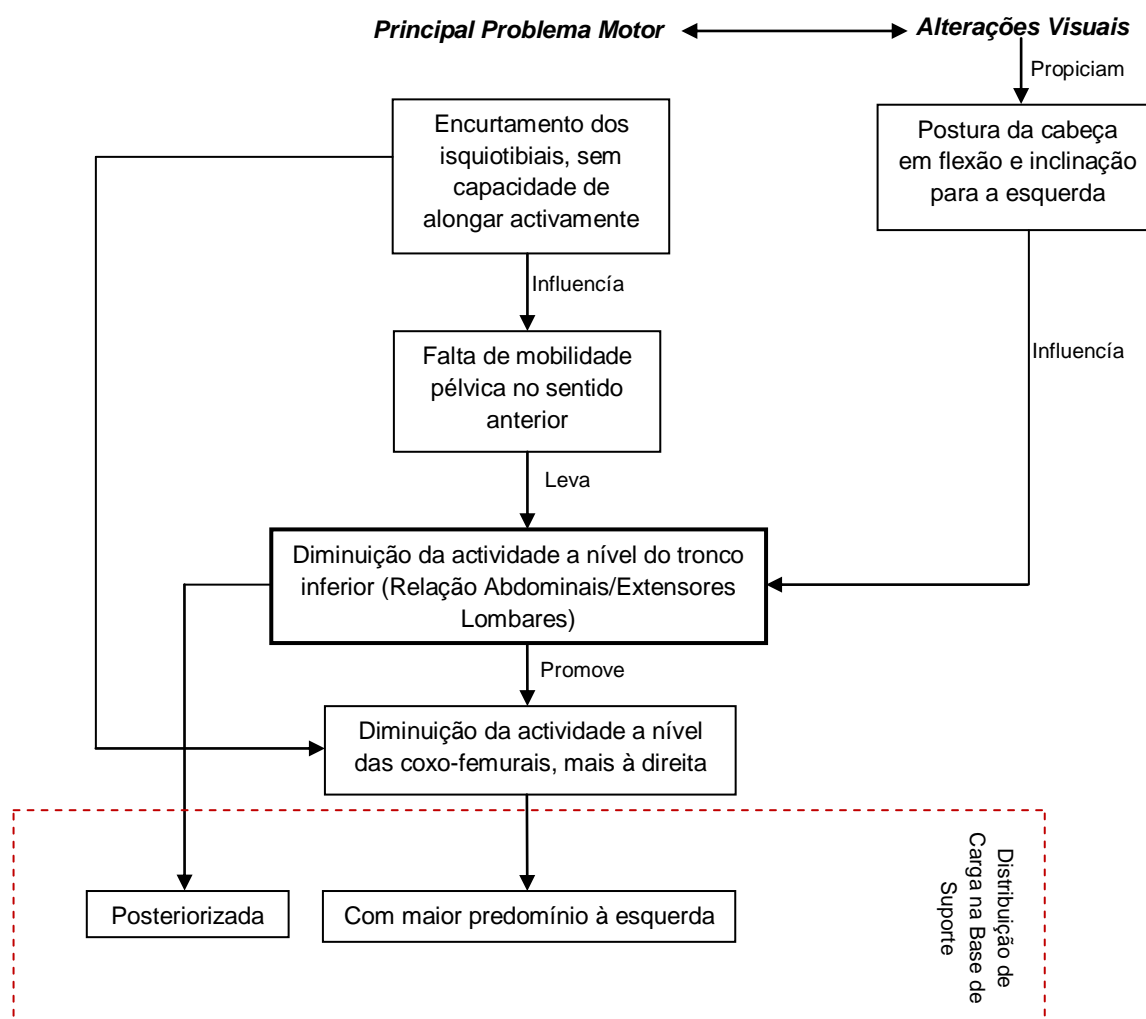 Principal Problema Motor
Alterações Visuais
Propiciam
Encurtamento dos
isquiotibiais, sem
capacidade de
alongar activamente
Postura da cabeça
em flexão e inclinação
para a esquerda
Influencía
Falta de mobilidade
pélvica no sentido
anterior
Influencía
Leva
Diminuição da actividade a nível do tronco
inferior (Relação Abdominais/Extensores
Lombares)
Promove
Diminuição da actividade a nível
das coxo-femurais, mais à direita
Distribuição de
Carga na Base de
Suporte
Posteriorizada
Com maior predomínio à esquerda